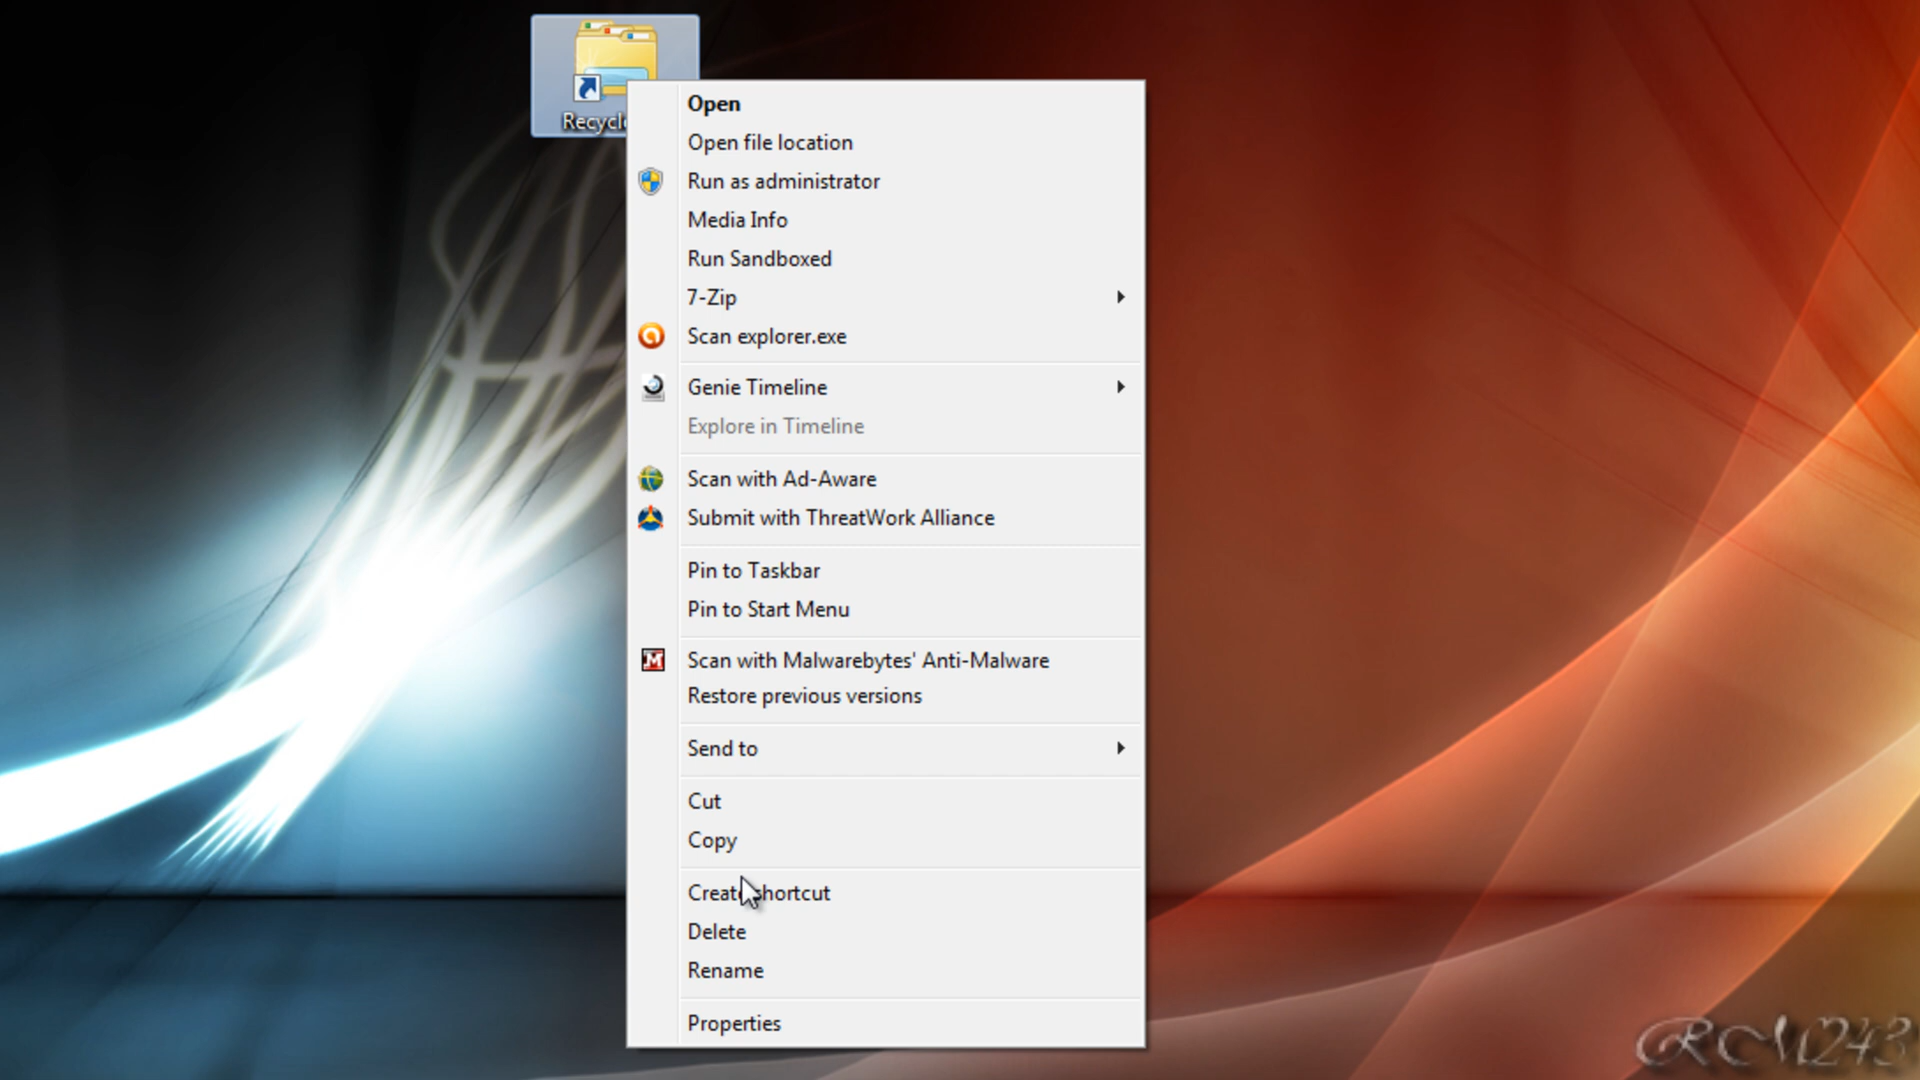 Recycl
Open
Open file location
Run as administrator
Media Info
Run Sandboxed
7-Zip
Scan explorer.exe
Genie Timeline
Explore in Timeline
Scan with Ad-Aware
Submit with ThreatWork Alliance
Pin to Taskbar
Pin to Start Menu
Scan with Malwarebytes' Anti-Malware
Restore previous versions
Send to
Cut
Copy
Create shortcut
Delete
Rename
Properties
RCM243